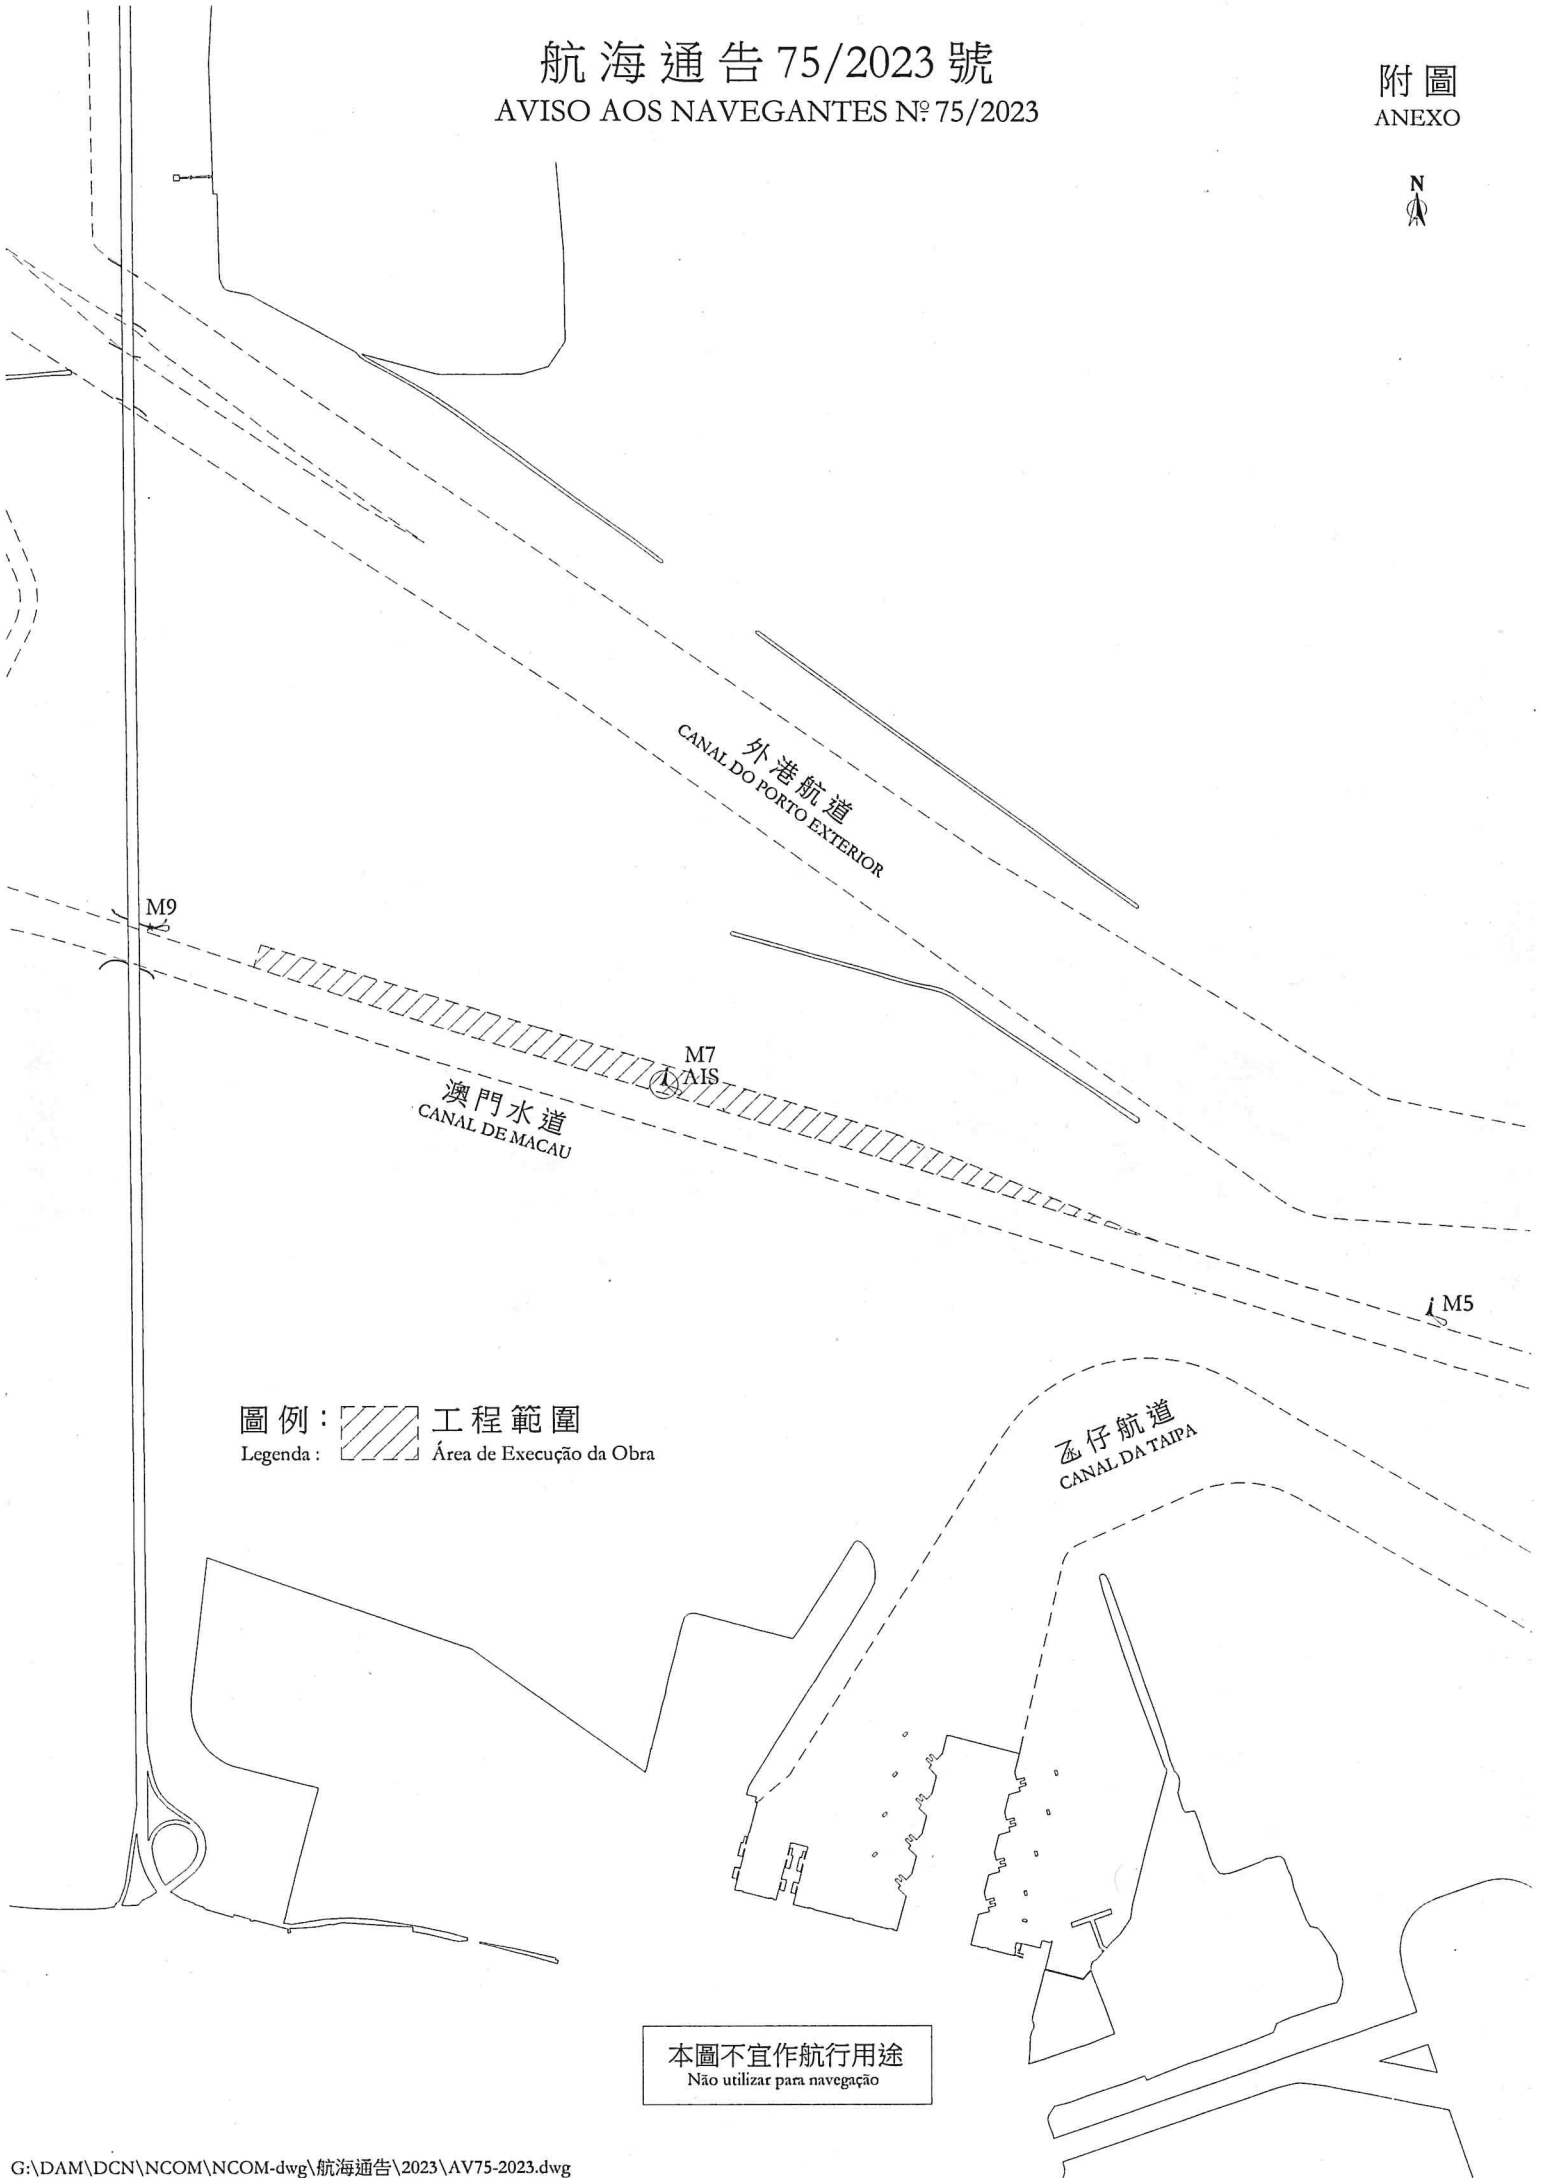 航海通告75/2023號
AVISO AOS NAVEGANTES Nº 75/2023
附圖
ANEXO
N
外港航道
CANAL DO PORTO EXTERIOR
M9
M7
AIS
澳門水道
CANAL DE MACAU
M5
圖例：
Legenda :
工程範圍
Área de Execução da Obra
氹仔航道
CANAL DA TAIPA
本圖不宜作航行用途
Não utilizar para navegação
G:\DAM\DCN\NCOM\NCOM-dwg\航海通告\2023\AV75-2023.dwg